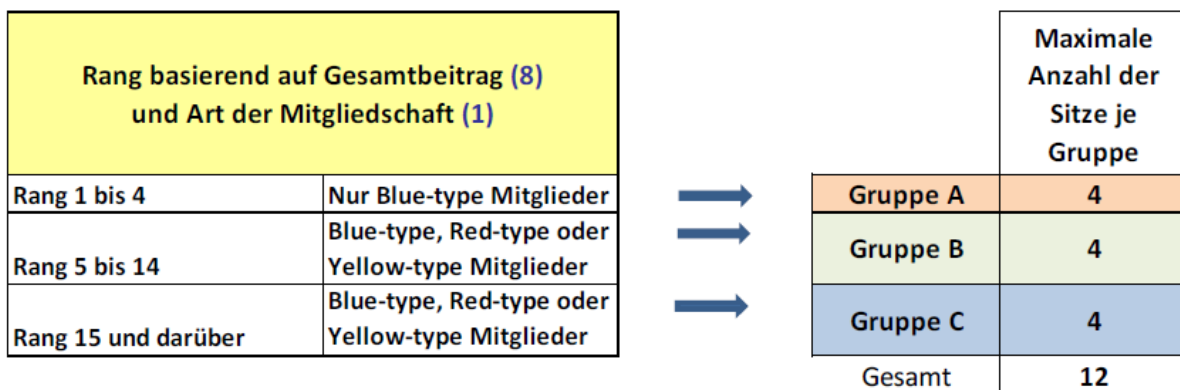 Rang basierend auf Gesamtbeitrag (8)
und Art der Mitgliedschaft (1)
Maximale
Anzahl der
Sitze je
Gruppe
Rang 1 bis 4
Nur Blue-type Mitglieder
Gruppe A
4
Rang 5 bis 14
Blue-type, Red-type oder
Yellow-type Mitglieder
Gruppe B
4
Rang 15 und darüber
Blue-type, Red-type oder
Yellow-type Mitglieder
Gruppe C
4
Gesamt
12